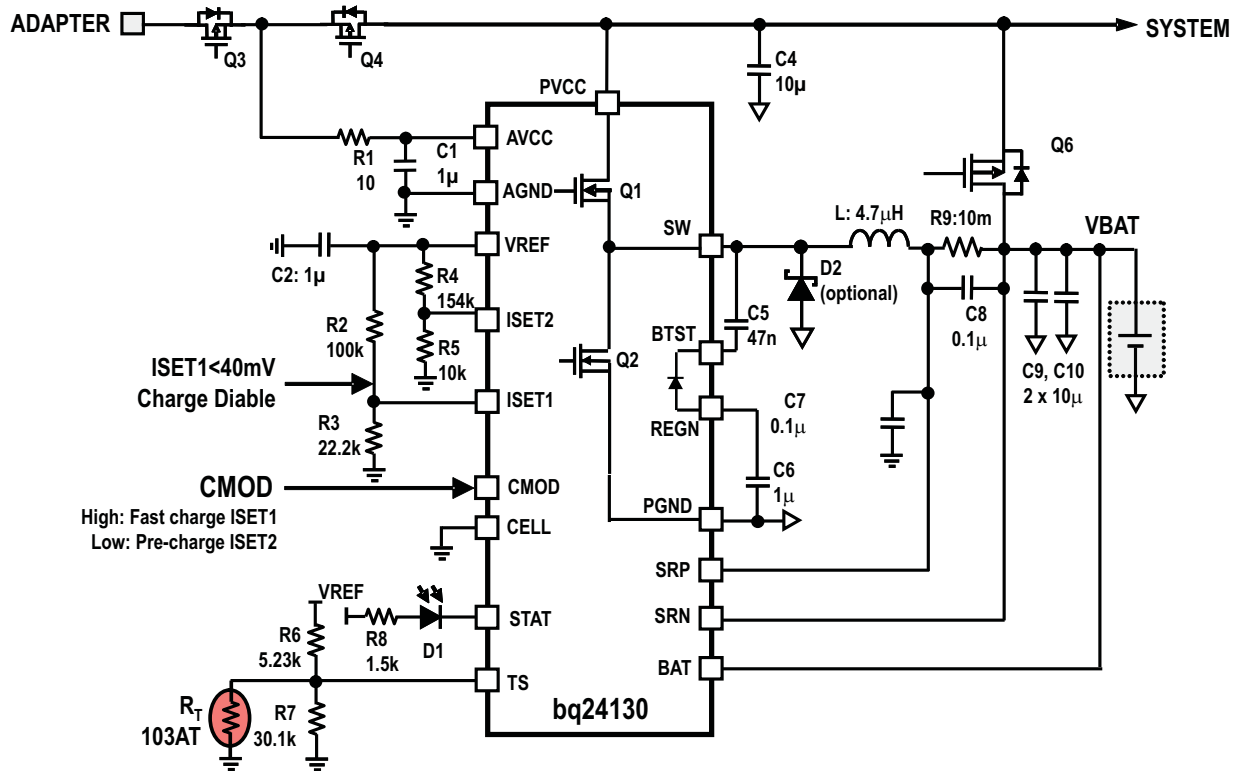 ADAPTER
Q3
Q4
SYSTEM
C4
10µ
PVCC
AVCC
R1
10
C1
1µ
AGND
Q1
Q6
SW
L: 4.7µH
R9:10m
VBAT
VREF
C2: 1µ
R4
154k
D2
(optional)
C8
0.1µ
R2
100k
ISET2
C5
47n
BTST
R5
10k
Q2
C9, C10
2 x 10µ
ISET1<40mV
Charge Diable
ISET1
REGN
C7
0.1µ
R3
22.2k
C6
1µ
CMOD
CMOD
PGND
High: Fast charge ISET1
Low: Pre-charge ISET2
CELL
SRP
VREF
STAT
SRN
R8
1.5k
D1
R6
5.23k
BAT
TS
RT
103AT
R7
30.1k
bq24130